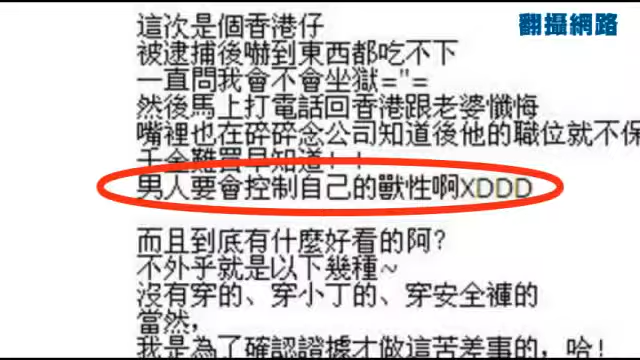 翻攝網路
這次是個香港仔
被逮捕後嚇到東西都吃不下
一直問我會不會坐獄="=
然後馬上打電話回香港跟老婆懺悔
嘴裡也在碎碎念公司知道後他的職位就不保
千金難買早知道!!
男人要會控制自己的獸性啊XDDD
而且到底有什麼好看的阿?
不外乎就是以下幾種~
沒有穿的、穿小丁的、穿安全褲的
當然,
我是為了確認證據才做這苦差事的，哈!